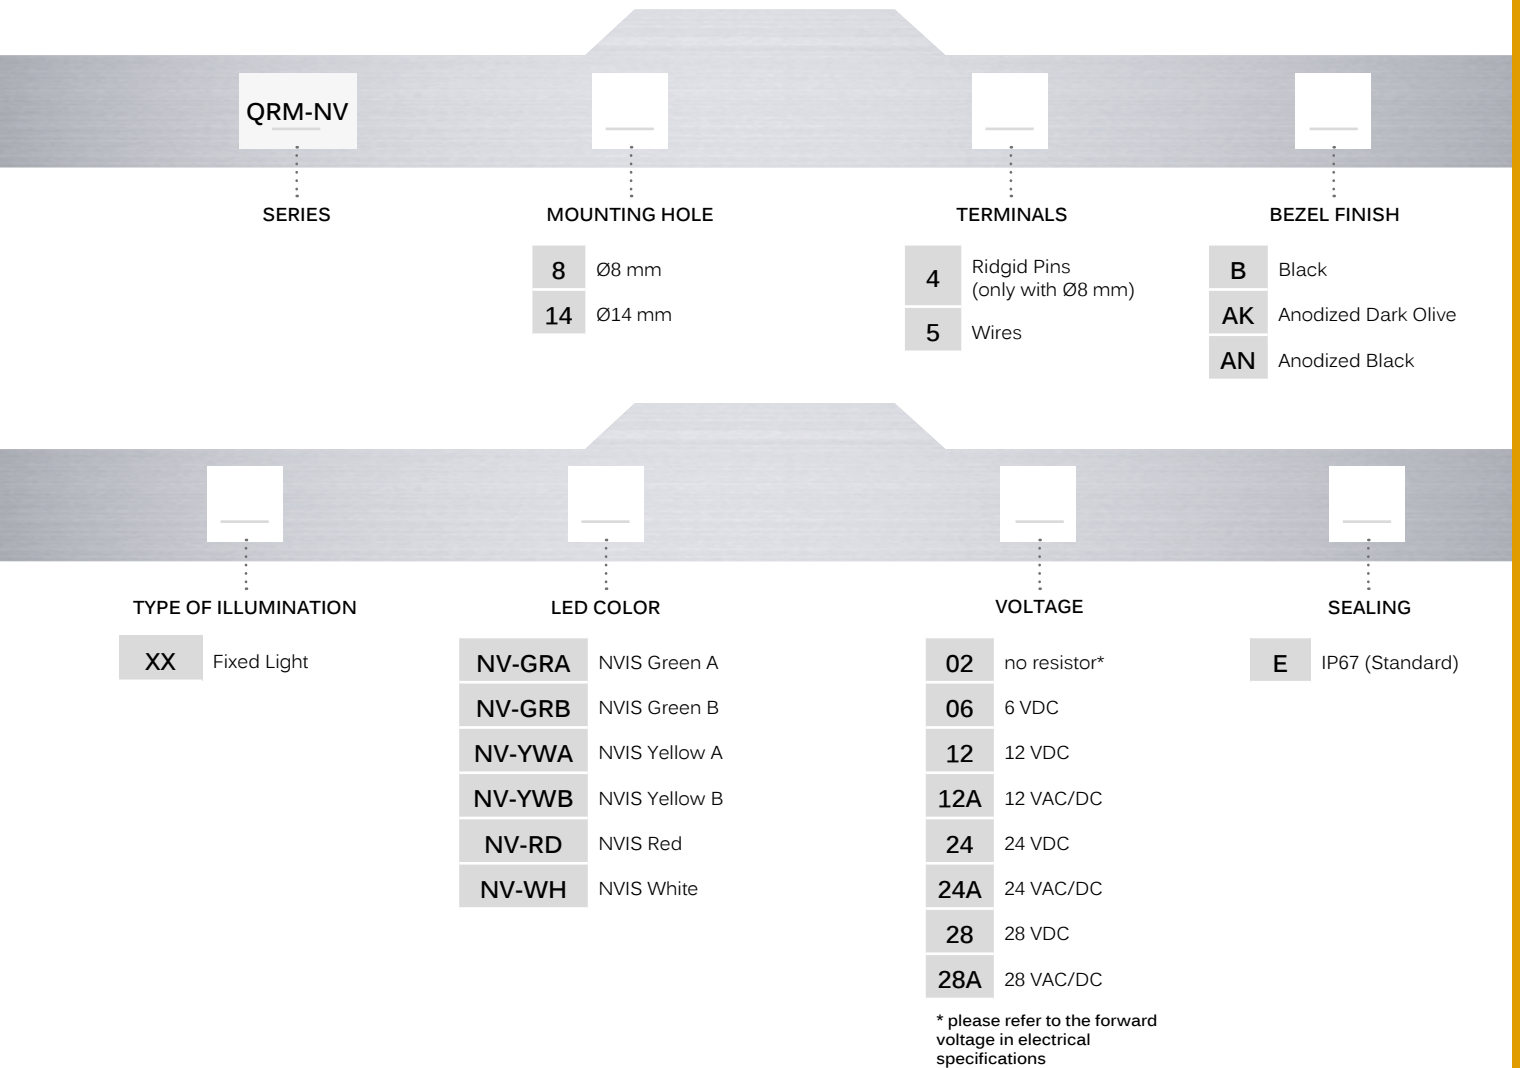 QRM-NV
SERIES
MOUNTING HOLE
8 Ø8 mm
14 Ø14 mm
TERMINALS
4 Ridgid Pins
(only with Ø8 mm)
5 Wires
BEZEL FINISH
B Black
AK Anodized Dark Olive
AN Anodized Black
TYPE OF ILLUMINATION
XX Fixed Light
LED COLOR
NV-GRA NVIS Green A
NV-GRB NVIS Green B
NV-YWA NVIS Yellow A
NV-YWB NVIS Yellow B
NV-RD NVIS Red
NV-WH NVIS White
VOLTAGE
02 no resistor*
06 6 VDC
12 12 VDC
12A 12 VAC/DC
24 24 VDC
24A 24 VAC/DC
28 28 VDC
28A 28 VAC/DC
* please refer to the forward
voltage in electrical
specifications
SEALING
E IP67 (Standard)